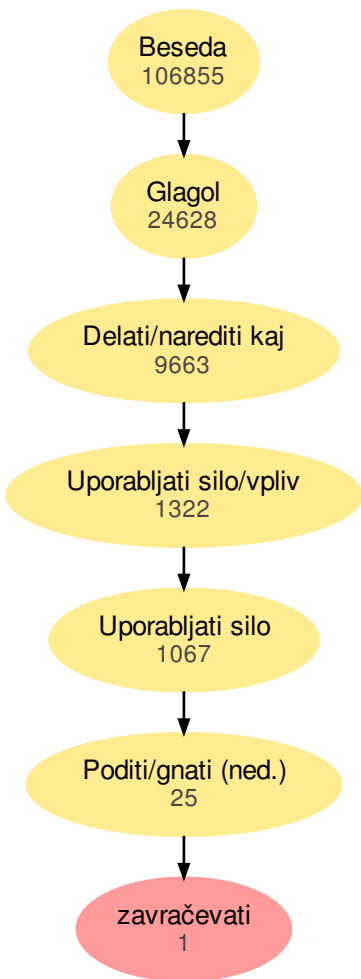 Beseda
106855
Glagol
24628
Delati/narediti kaj
9663
Uporabljati silo/vpliv
1322
Uporabljati silo
1067
Poditi/gnati (ned.)
25
zavračevati
1